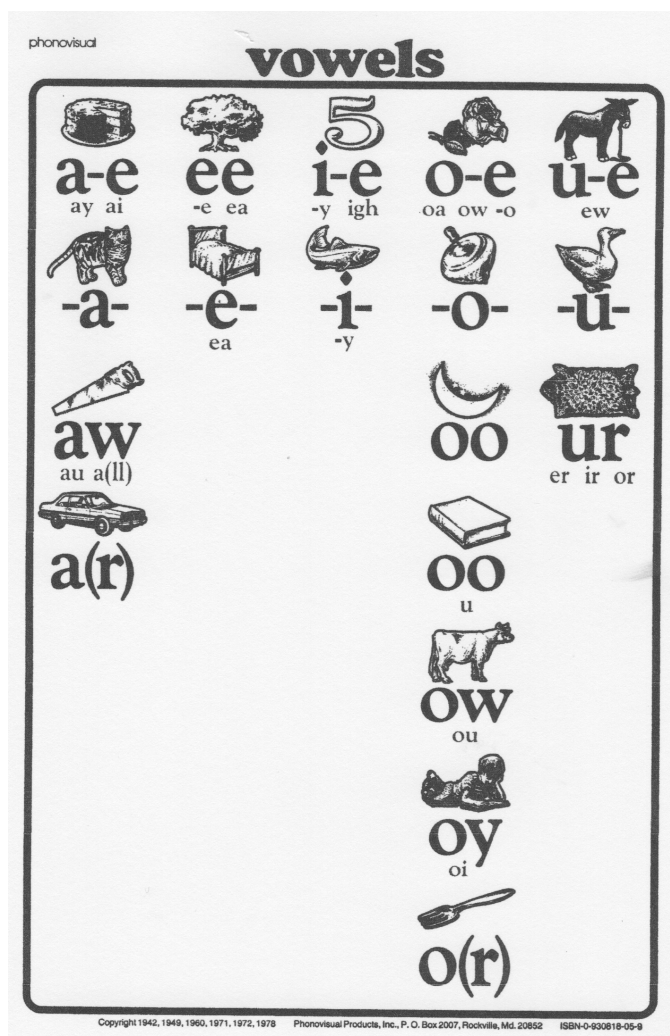 phonovisual
vowels
5
a-e ee i-e o-e u-e
ay ai -e ea -y igh oa ow -o ew
-a- -e- -i- -o- -u-
ea -y
aw oo ur
au a(ll) er ir or
a(r) oo
u
ow
ou
oy
oi
o(r)
Copyright 1942, 1949, 1960, 1971, 1972, 1978 Phonovisual Products, Inc., P. O. Box 2007, Rockville, Md. 20852 ISBN-0-930818-05-9